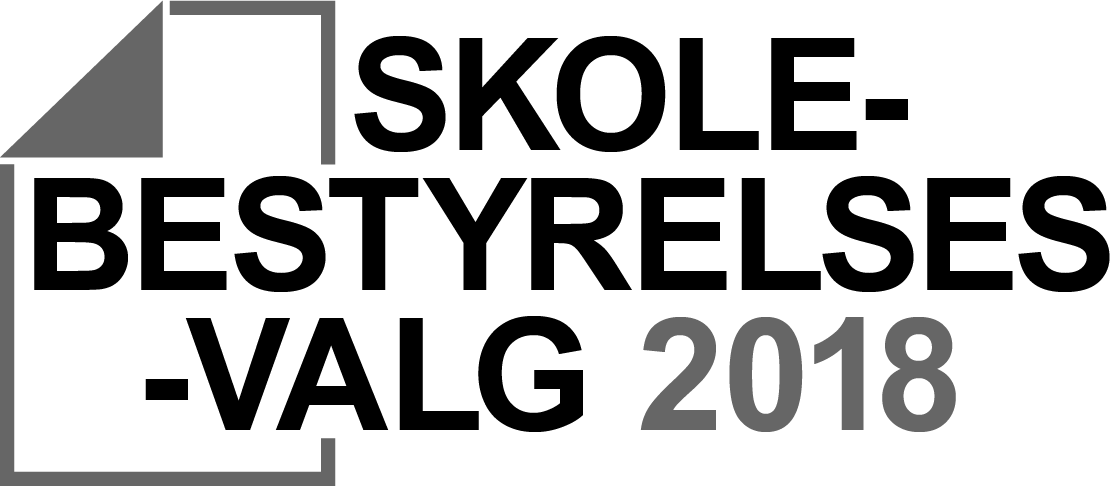 SKOLE-
BESTYRELSES
-VALG 2018